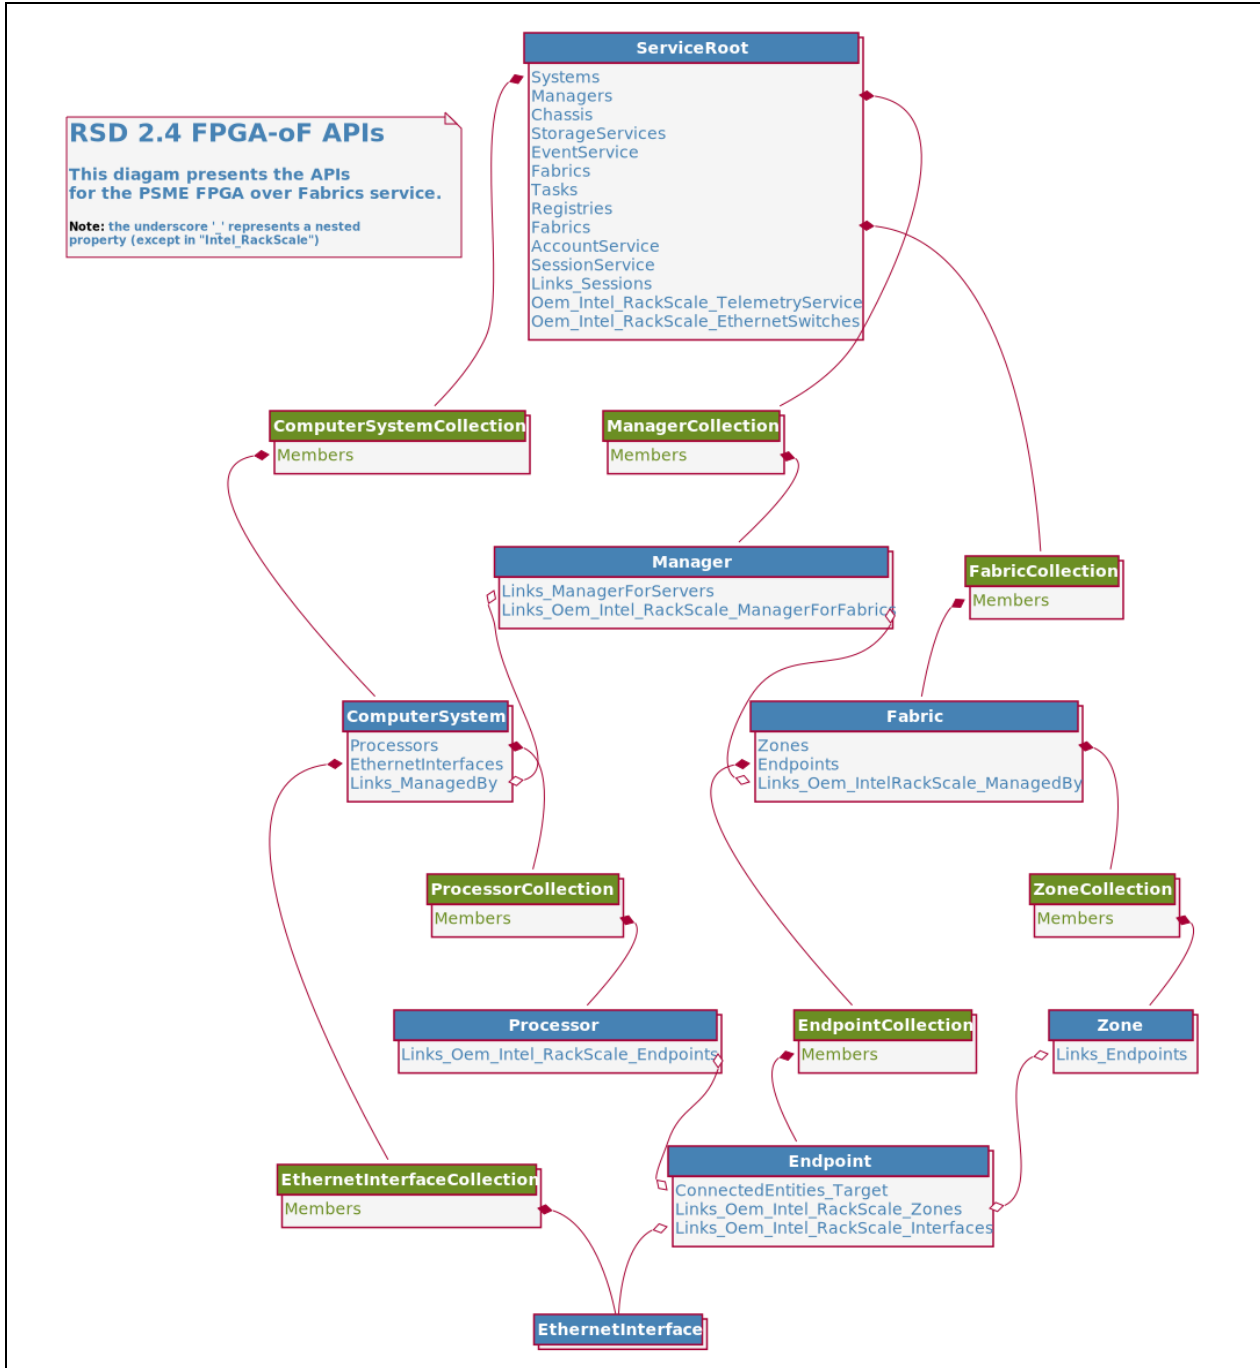 ServiceRoot
Systems
Managers
Chassis
StorageServices
EventService
Fabrics
Tasks
Registries
Fabrics
AccountService
SessionService
Links_Sessions
Oem_Intel_RackScale_TelemetryService
Oem_Intel_RackScale_EthernetSwitches
RSD 2.4 FPGA-oF APIs
This diagam presents the APIs
for the PSME FPGA over Fabrics service.
Note: the underscore '_' represents a nested
property (except in "Intel_RackScale")
ComputerSystemCollection
Members
ManagerCollection
Members
Manager
Links_ManagerForServers
Links_Oem_Intel_RackScale_ManagerForFabrics
FabricCollection
Members
ComputerSystem
Processors
EthernetInterfaces
Links_ManagedBy
Fabric
Zones
Endpoints
Links_Oem_IntelRackScale_ManagedBy
ProcessorCollection
Members
ZoneCollection
Members
Processor
Links_Oem_Intel_RackScale_Endpoints
EndpointCollection
Members
Zone
Links_Endpoints
EthernetInterfaceCollection
Members
Endpoint
ConnectedEntities_Target
Links_Oem_Intel_RackScale_Zones
Links_Oem_Intel_RackScale_Interfaces
EthernetInterface